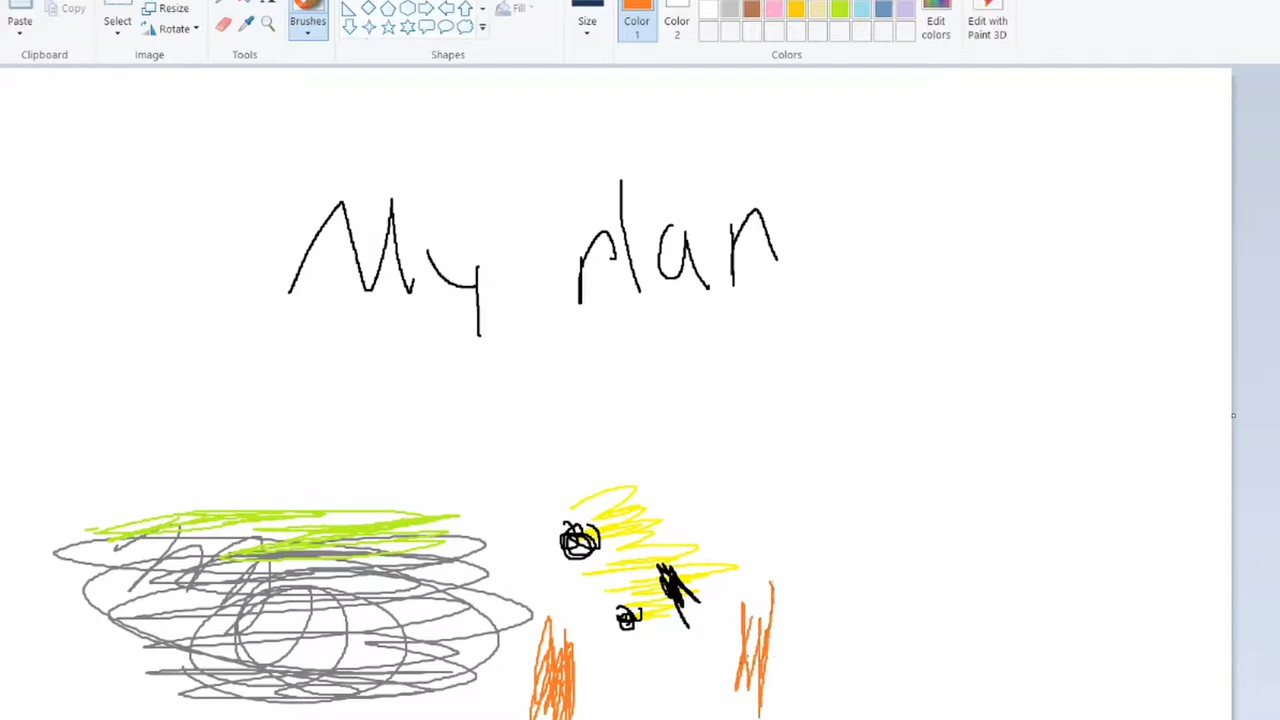 Paste
Copy
Select
Resize
Rotate
Brushes
Fill
Size
Color
1
Color
2
Edit
colors
Edit with
Paint 3D
Clipboard
Image
Tools
Shapes
Colors
My plan